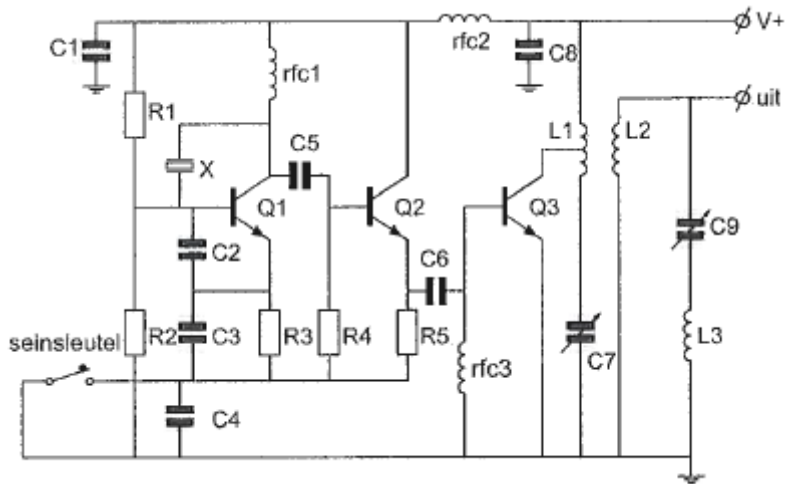 C1
rfc1
rfc2
C8
V+
uit
R1
X
C5
L1
L2
Q1
Q2
Q3
C9
C2
C6
seinsleutel
R2
C3
R3
R4
R5
rfc3
C7
L3
C4